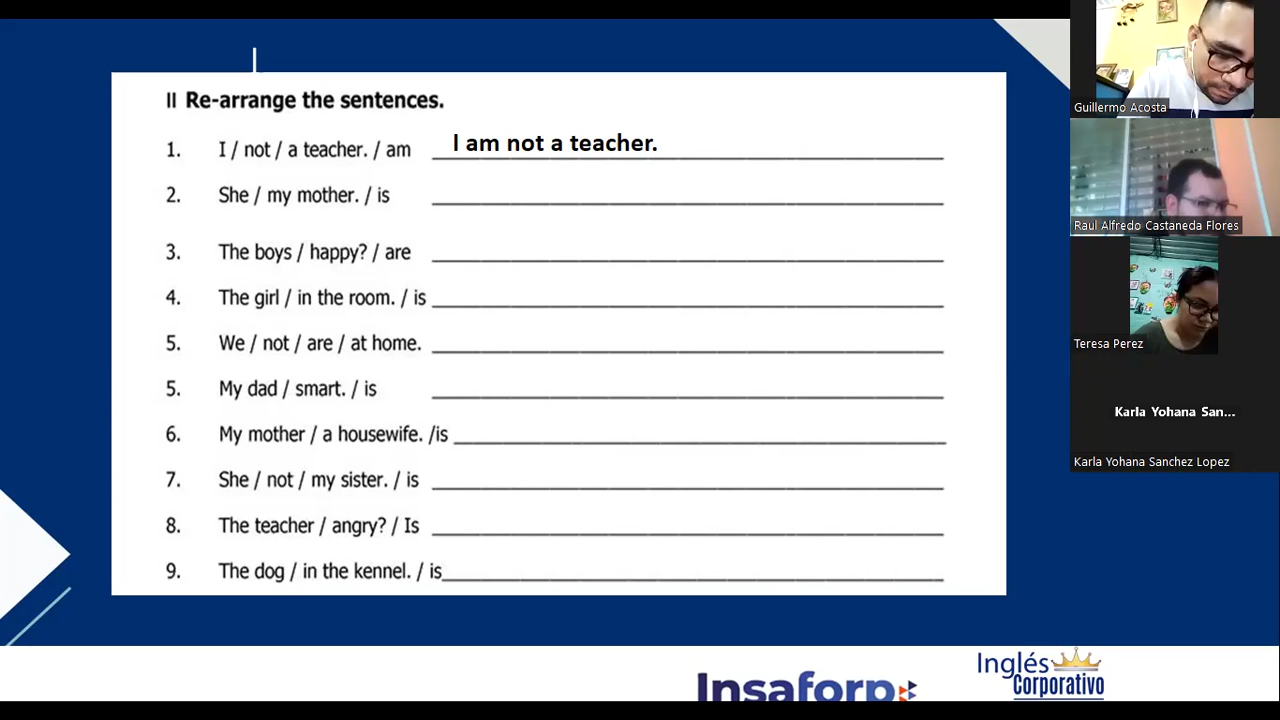 II Re-arrange the sentences.
1. I / not / a teacher. / am I am not a teacher.
2. She / my mother. / is
3. The boys / happy? / are
4. The girl / in the room. / is
5. We / not / are / at home.
5. My dad / smart. / is
6. My mother / a housewife. /is
7. She / not / my sister. / is
8. The teacher / angry? / Is
9. The dog / in the kennel. / is
Insaforp
Inglés
Corporativo
Guillermo Acosta
Raul Alfredo Castaneda Flores
Teresa Perez
Karla Yohana San...
Karla Yohana Sanchez Lopez